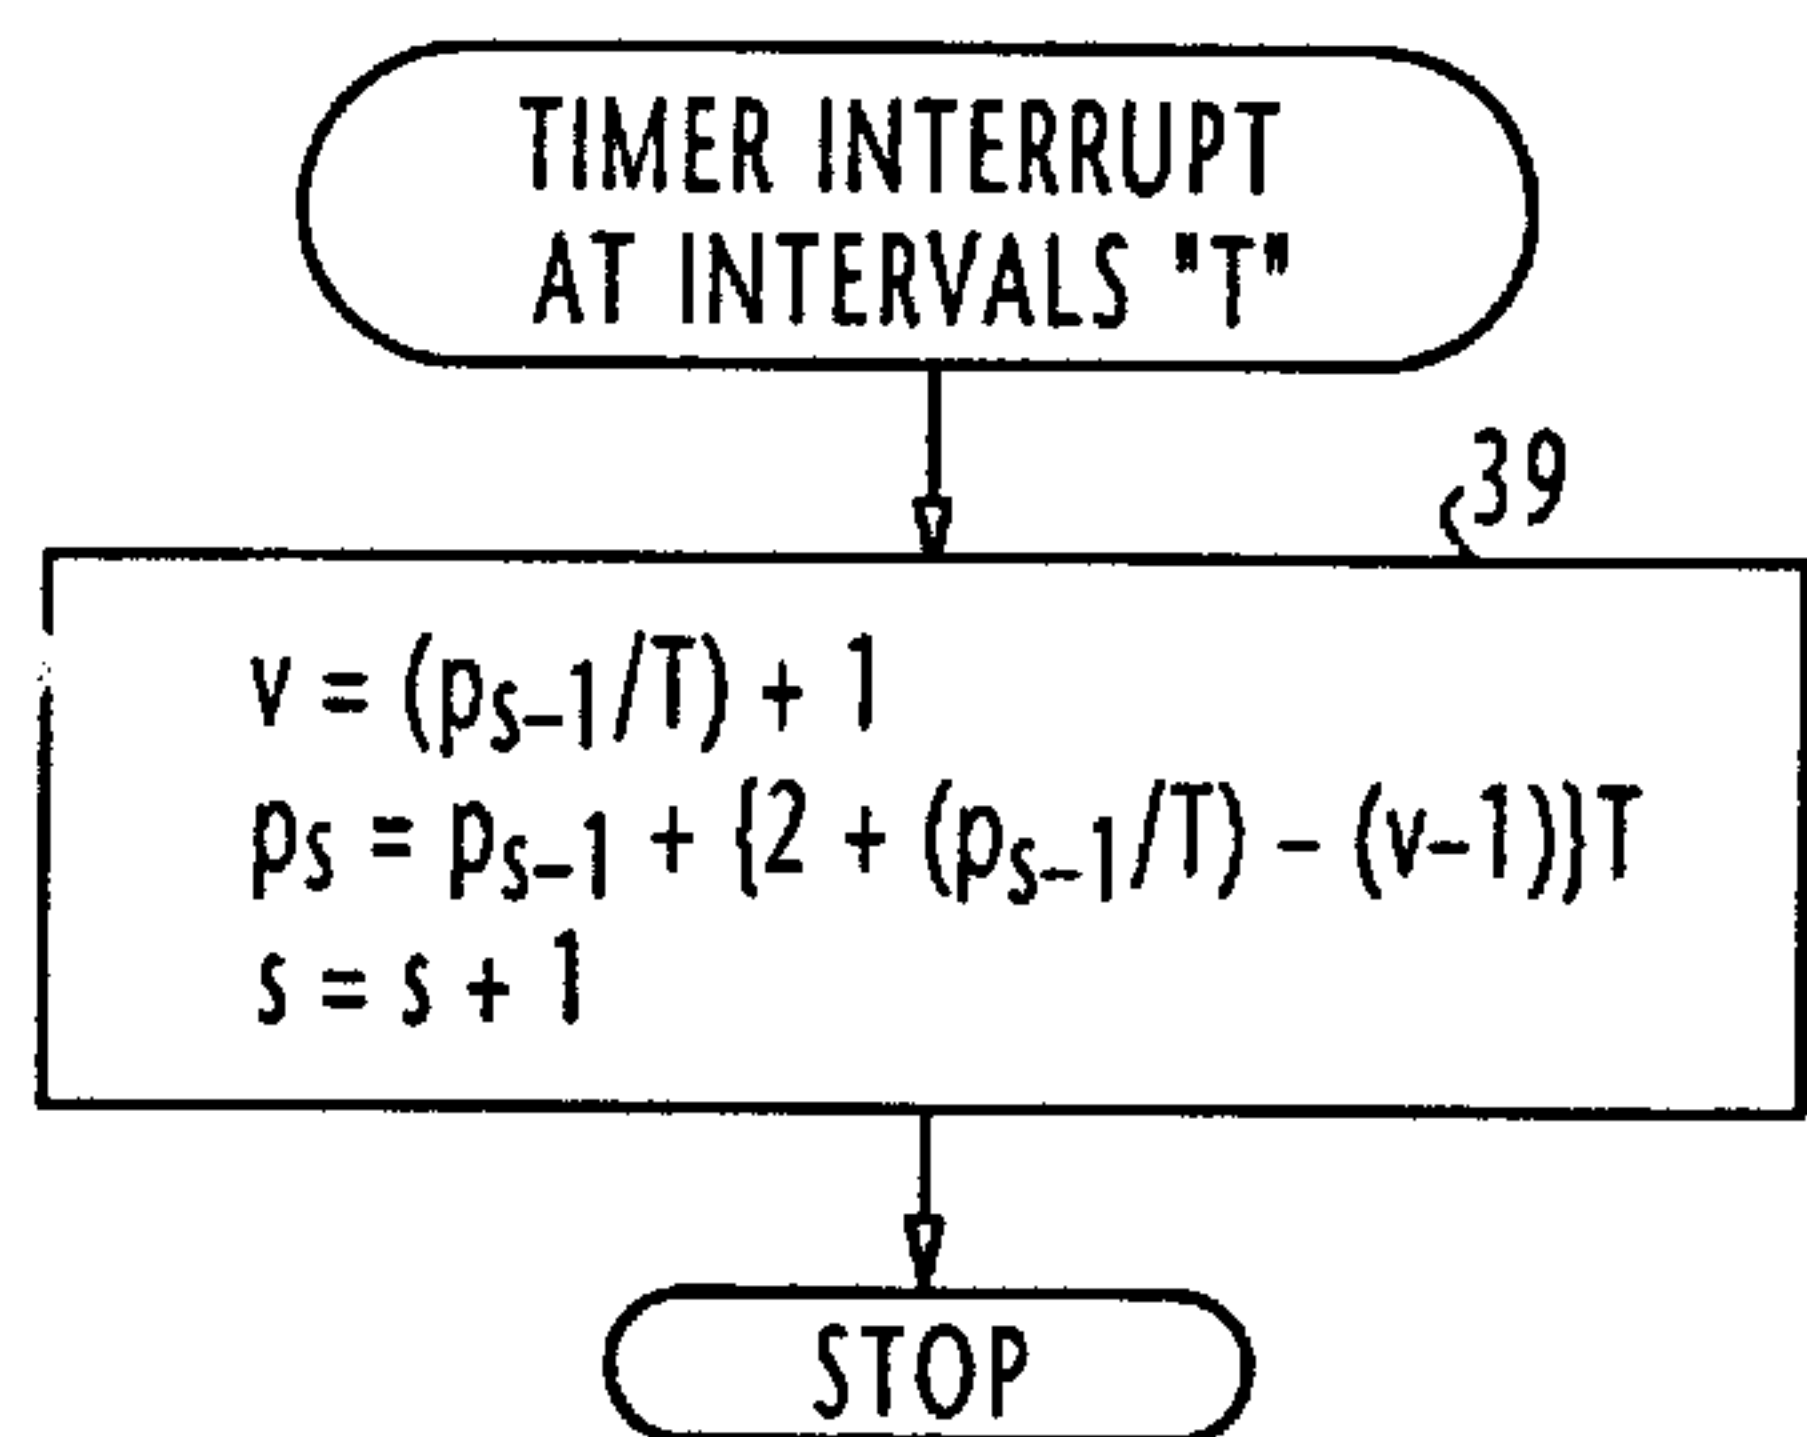 TIMER INTERRUPT
AT INTERVALS "T"
39
v = (pₛ₋₁/T) + 1
pₛ = pₛ₋₁ + {2 + (pₛ₋₁/T) – (v–1)}T
s = s + 1
STOP